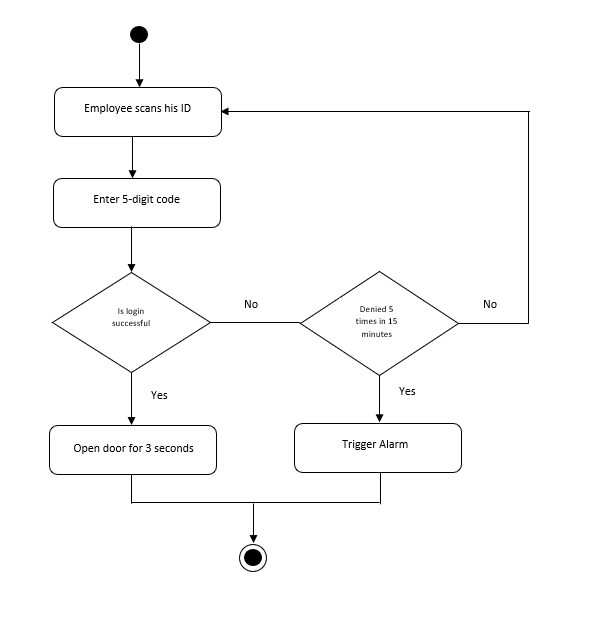 Employee scans his ID
Enter 5-digit code
Is login
successful
No
Denied 5
times in 15
minutes
No
Yes
Yes
Open door for 3 seconds
Trigger Alarm